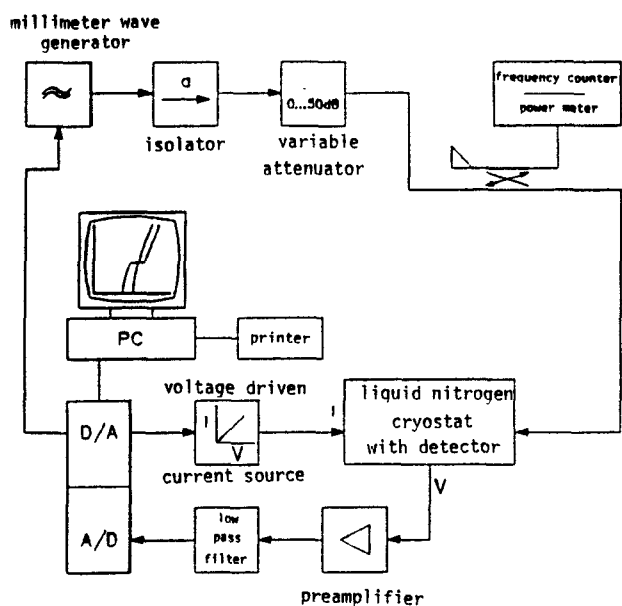 millimeter wave
generator
≈
a
isolator
0...50dB
variable
attenuator
frequency counter
power meter
PC
printer
D/A
A/D
voltage driven
I
V
current source
I
liquid nitrogen
cryostat
with detector
V
low
pass
filter
preamplifier